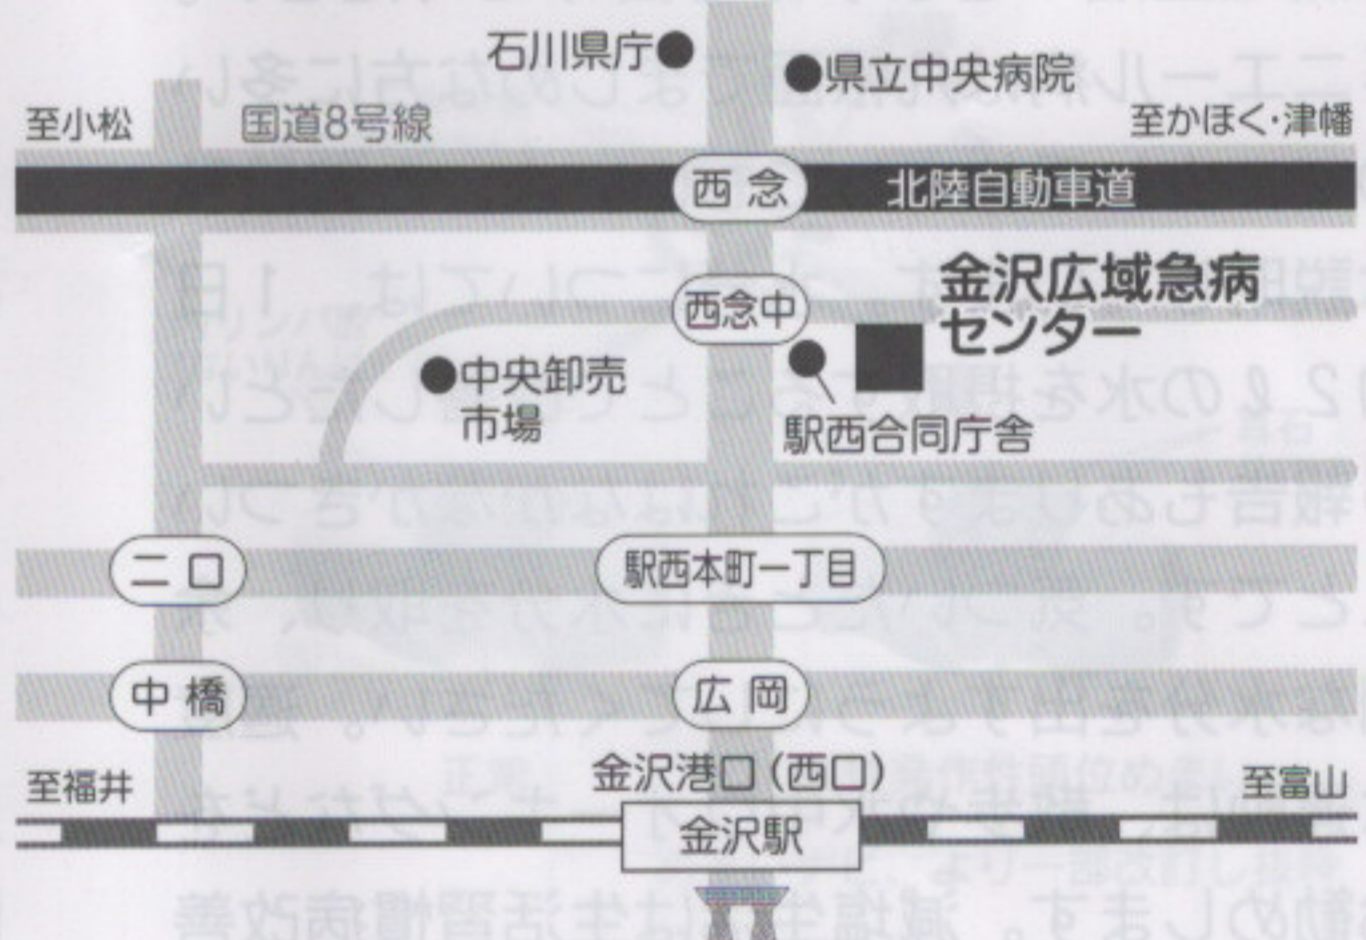 石川県庁
県立中央病院
至小松
国道8号線
至かほく・津幡
西念
北陸自動車道
金沢広域急病
センター
西念中
中央卸売
市場
駅西合同庁舎
二口
駅西本町一丁目
中橋
広岡
金沢港口(西口)
至福井
至富山
金沢駅